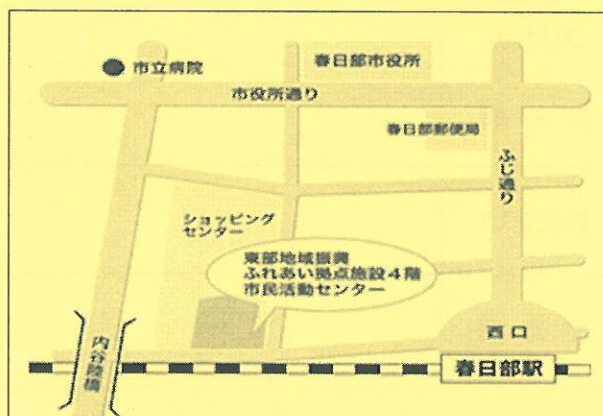 市立病院
春日部市役所
市役所通り
春日部郵便局
ふじ通り
ショッピング
センター
東部地域振興
ふれあい拠点施設4階
市民活動センター
西口
内谷陸橋
春日部駅